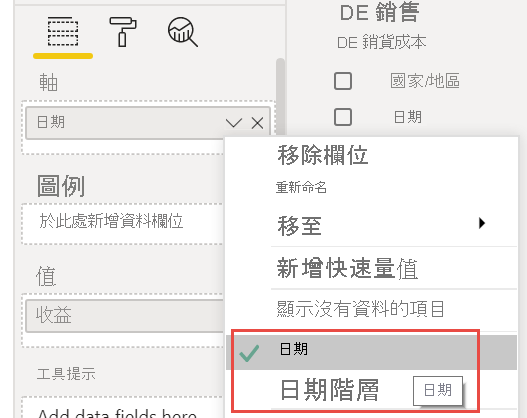 軸
日期
圖例
於此處新增資料欄位
值
收益
工具提示
Add data fields here
DE 銷售
DE 銷貨成本
國家/地區
日期
移除欄位
重新命名
移至
新增快速量值
顯示沒有資料的項目
日期
日期階層
日期